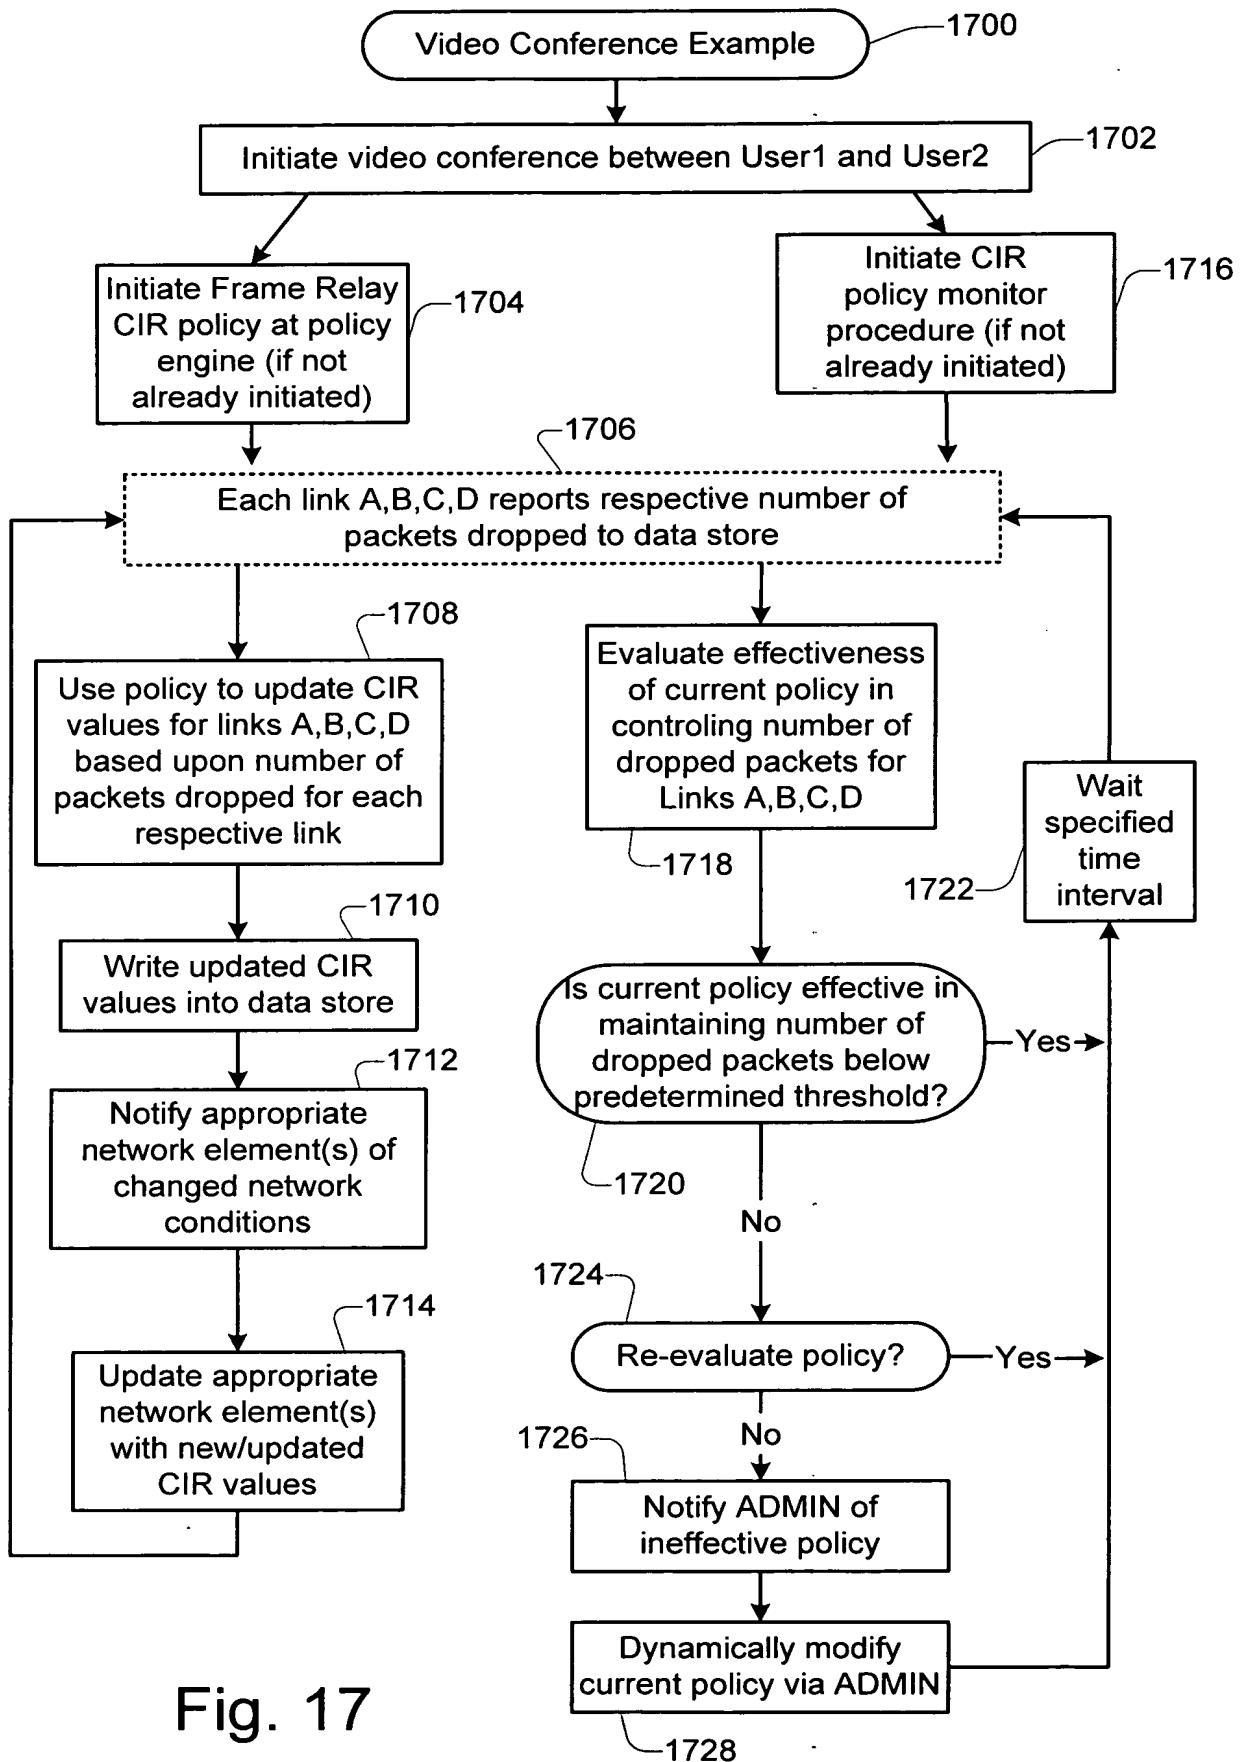 Video Conference Example
1700
Initiate video conference between User1 and User2
1702
Initiate Frame Relay
CIR policy at policy
engine (if not
already initiated)
1704
Initiate CIR
policy monitor
procedure (if not
already initiated)
1716
1706
Each link A,B,C,D reports respective number of
packets dropped to data store
1708
Use policy to update CIR
values for links A,B,C,D
based upon number of
packets dropped for each
respective link
1710
Write updated CIR
values into data store
1712
Notify appropriate
network element(s) of
changed network
conditions
1714
Update appropriate
network element(s)
with new/updated
CIR values
Evaluate effectiveness
of current policy in
controling number of
dropped packets for
Links A,B,C,D
1718
Is current policy effective in
maintaining number of
dropped packets below
predetermined threshold?
Yes
1720
No
1722
Wait
specified
time
interval
1724
Re-evaluate policy?
Yes
No
1726
Notify ADMIN of
ineffective policy
Dynamically modify
current policy via ADMIN
1728
Fig. 17